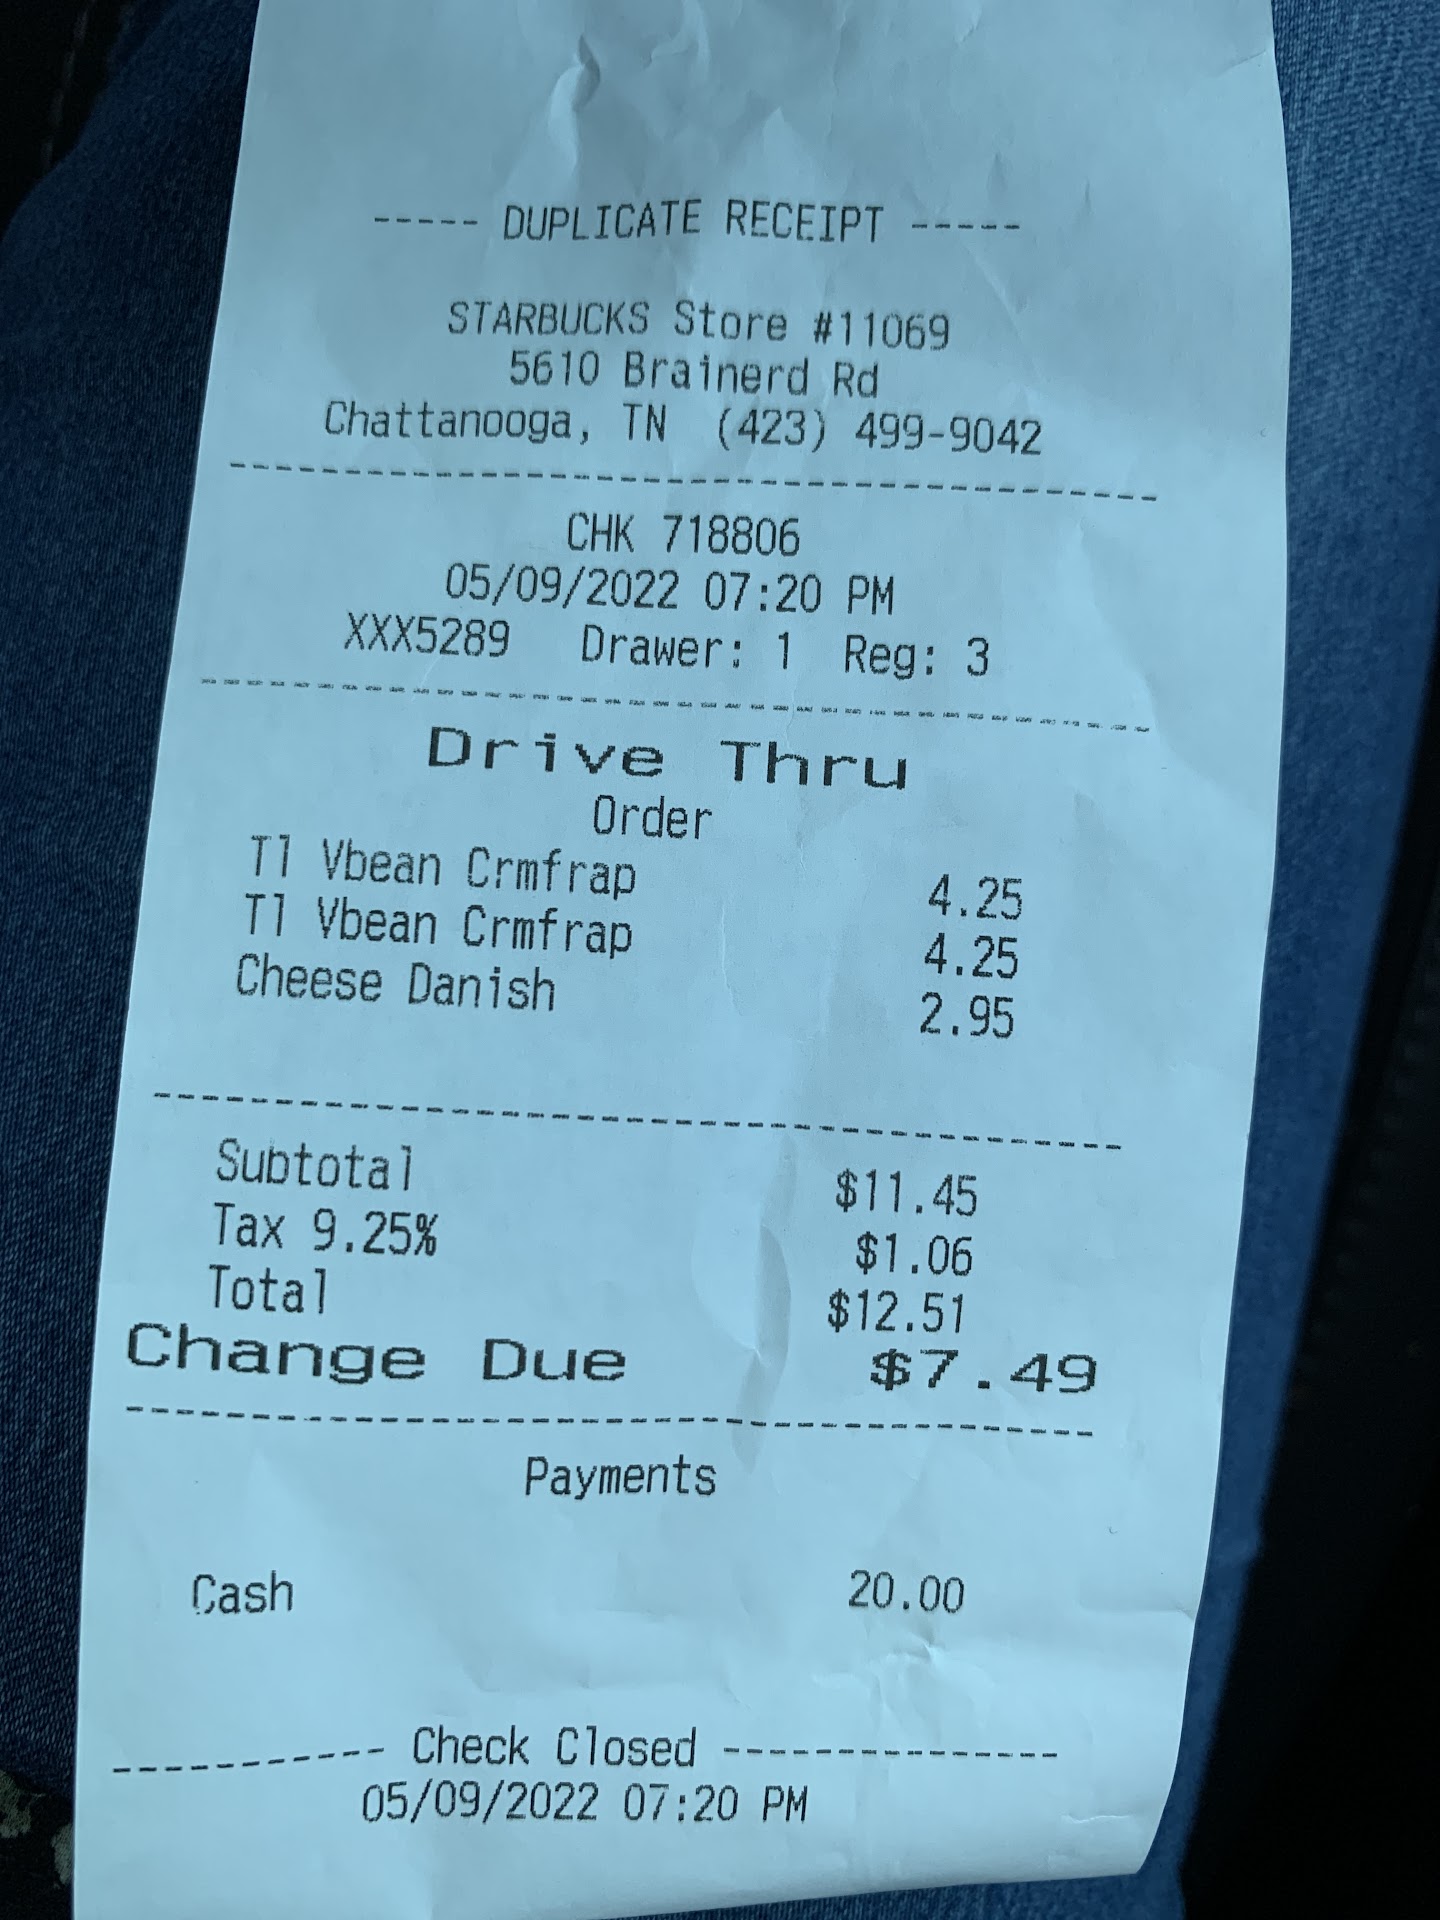 ----- DUPLICATE RECEIPT -----
STARBUCKS Store #11069
5610 Brainerd Rd
Chattanooga, TN (423) 499-9042
CHK 718806
05/09/2022 07:20 PM
XXX5289 Drawer: 1 Reg: 3
Drive Thru
Order
Tl Vbean Crmfrap 4.25
Tl Vbean Crmfrap 4.25
Cheese Danish 2.95
Subtotal $11.45
Tax 9.25% $1.06
Total $12.51
Change Due $7.49
Payments
Cash 20.00
---------- Check Closed --------------
05/09/2022 07:20 PM